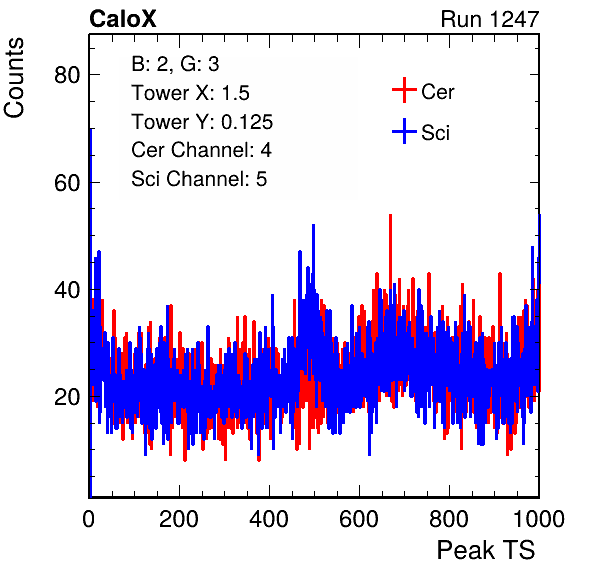 CaloX Run 1247
Counts
B: 2, G: 3
Tower X: 1.5
Tower Y: 0.125
Cer Channel: 4
Sci Channel: 5
Cer
Sci
80
60
40
20
0 200 400 600 800 1000
Peak TS